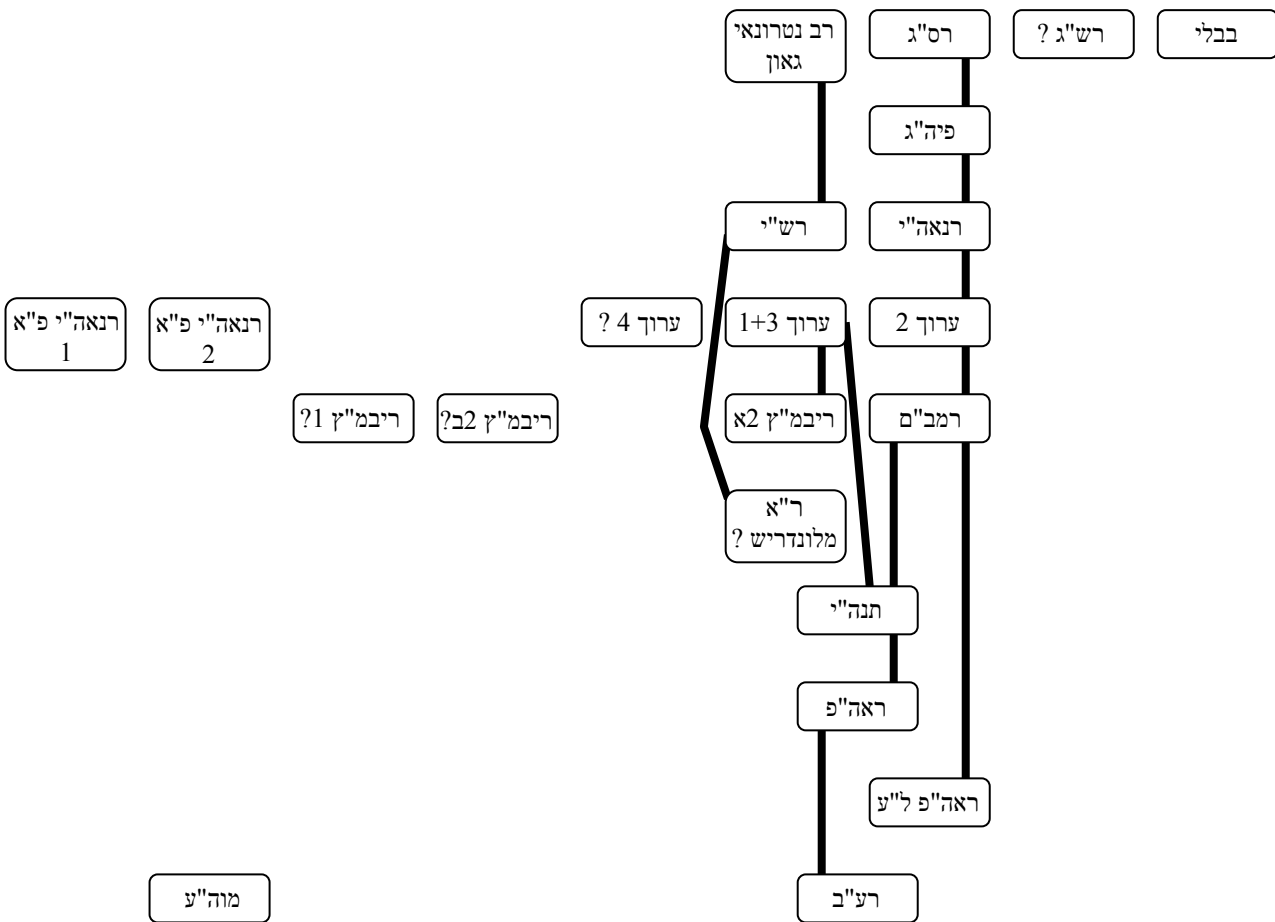 בבלי
רש"ג ?
רס"ג
רב נטרונאי
גאון
פיה"ג
רנאה"י
רש"י
ערוך 2
ערוך 1+3
ערוך 4 ?
רנאה"י פ"א
2
רנאה"י פ"א
1
רמב"ם
ריבמ"ץ 2א
ריבמ"ץ 2ב?
ריבמ"ץ 1?
ר"א
מלונדריש ?
תנה"י
ראה"פ
ראה"פ ל"ע
רע"ב
מוה"ע